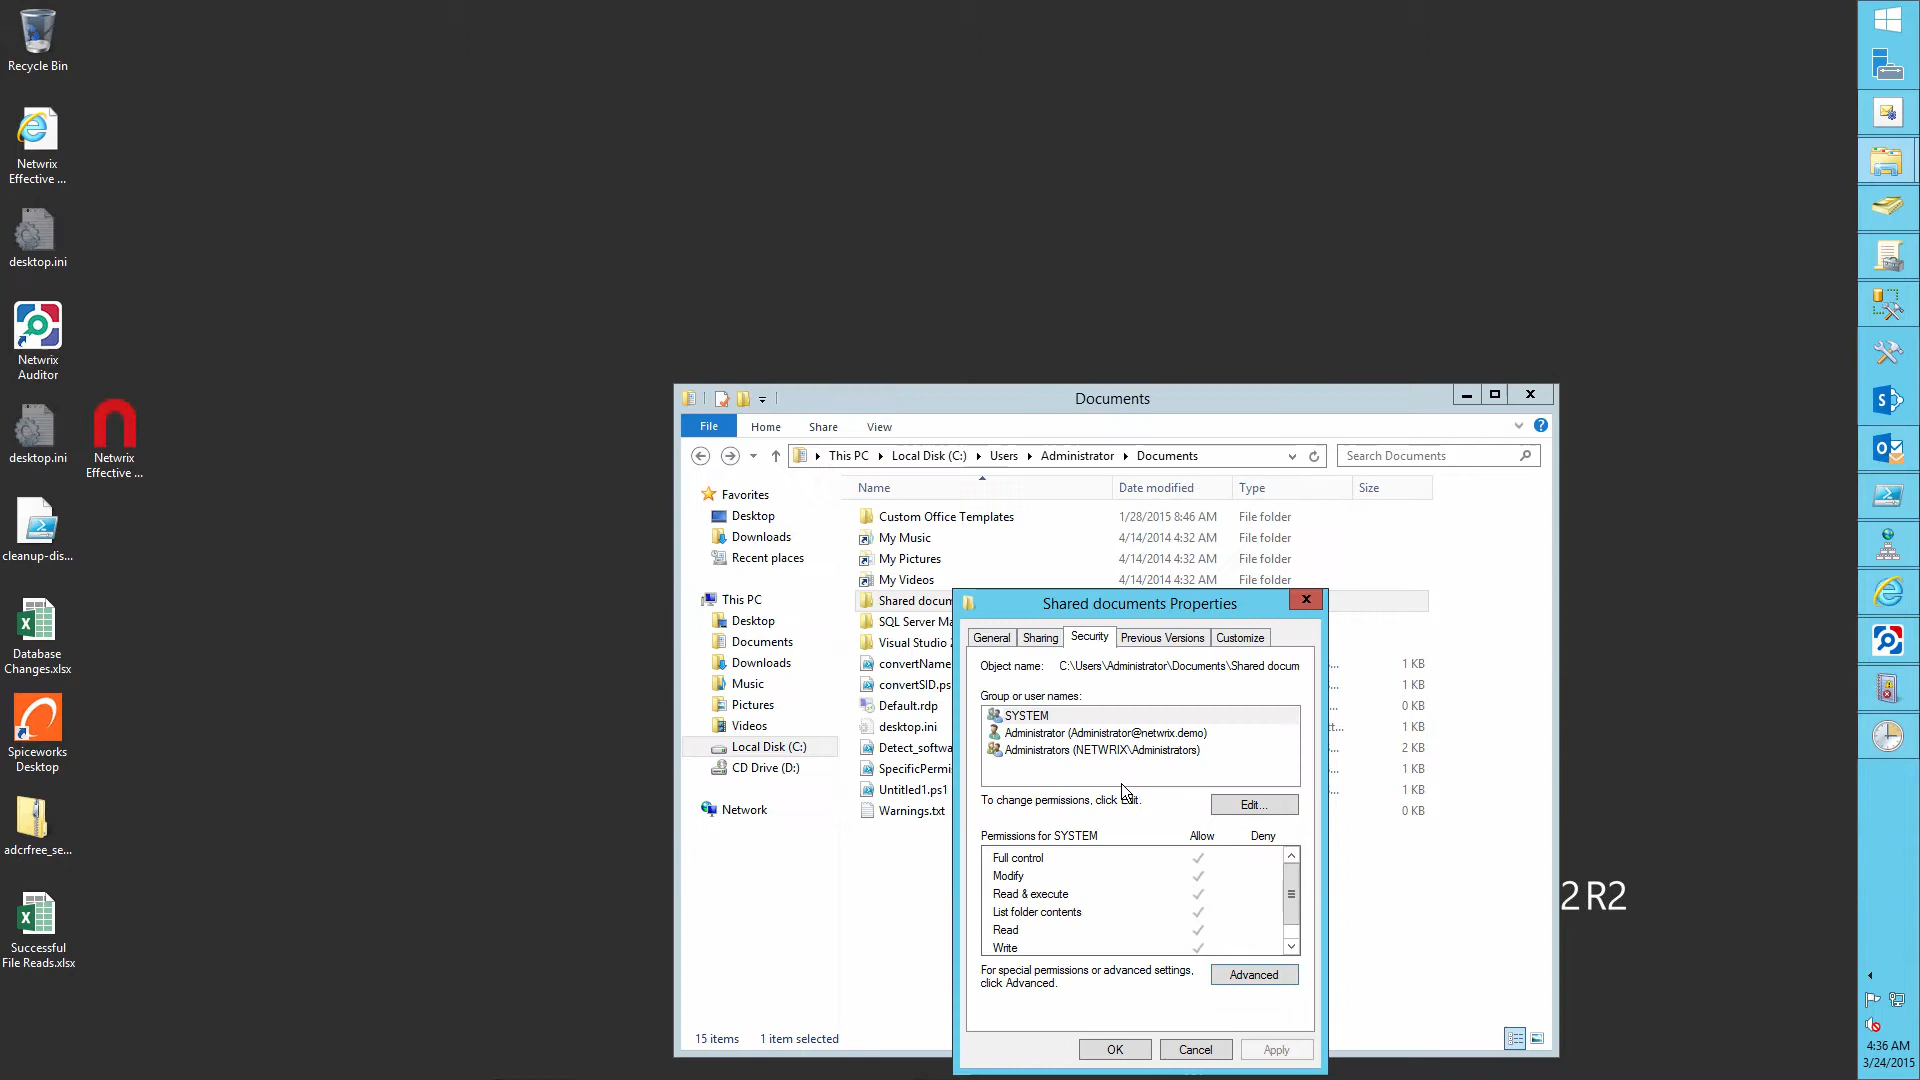 Recycle Bin
Netwrix
Effective ...
desktop.ini
Netwrix
Auditor
desktop.ini
Netwrix
Effective ...
cleanup-dis...
Database
Changes.xlsx
Spiceworks
Desktop
adcrfree_se...
Successful
File Reads.xlsx
Documents
File Home Share View
This PC Local Disk (C:) Users Administrator Documents
Search Documents
Favorites
Desktop
Downloads
Recent places
This PC
Desktop
Documents
Downloads
Music
Pictures
Videos
Local Disk (C:)
CD Drive (D:)
Network
Name Date modified Type Size
Custom Office Templates 1/28/2015 8:46 AM File folder
My Music 4/14/2014 4:32 AM File folder
My Pictures 4/14/2014 4:32 AM File folder
My Videos 4/14/2014 4:32 AM File folder
Shared docum
SQL Server Ma
Visual Studio
convertName ... 1 KB
convertSID.ps ... 1 KB
Default.rdp 0 KB
desktop.ini tt... 1 KB
Detect_softwa ... 2 KB
SpecificPermi ... 1 KB
Untitled1.ps1 ... 1 KB
Warnings.txt 0 KB
15 items 1 item selected
Shared documents Properties
General Sharing Security Previous Versions Customize
Object name: C:\Users\Administrator\Documents\Shared docum
Group or user names:
SYSTEM
Administrator (Administrator@netwrix.demo)
Administrators (NETWRIX\Administrators)
To change permissions, click Edit.
Edit...
Permissions for SYSTEM Allow Deny
Full control
Modify
Read & execute
List folder contents
Read
Write
For special permissions or advanced settings,
click Advanced.
Advanced
OK Cancel Apply
2 R2
4:36 AM
3/24/2015